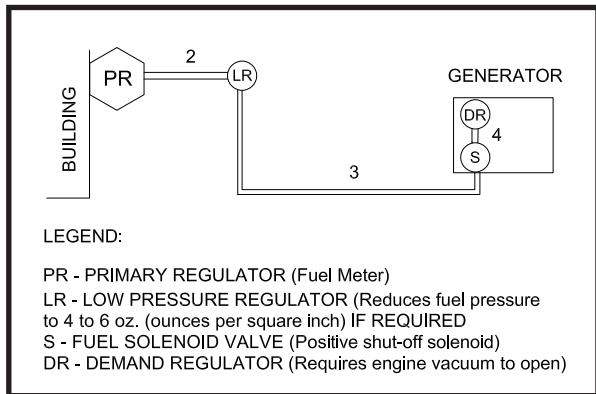 2
PR
LR
GENERATOR
BUILDING
DR
4
S
3
LEGEND:
PR - PRIMARY REGULATOR (Fuel Meter)
LR - LOW PRESSURE REGULATOR (Reduces fuel pressure
to 4 to 6 oz. (ounces per square inch) IF REQUIRED
S - FUEL SOLENOID VALVE (Positive shut-off solenoid)
DR - DEMAND REGULATOR (Requires engine vacuum to open)